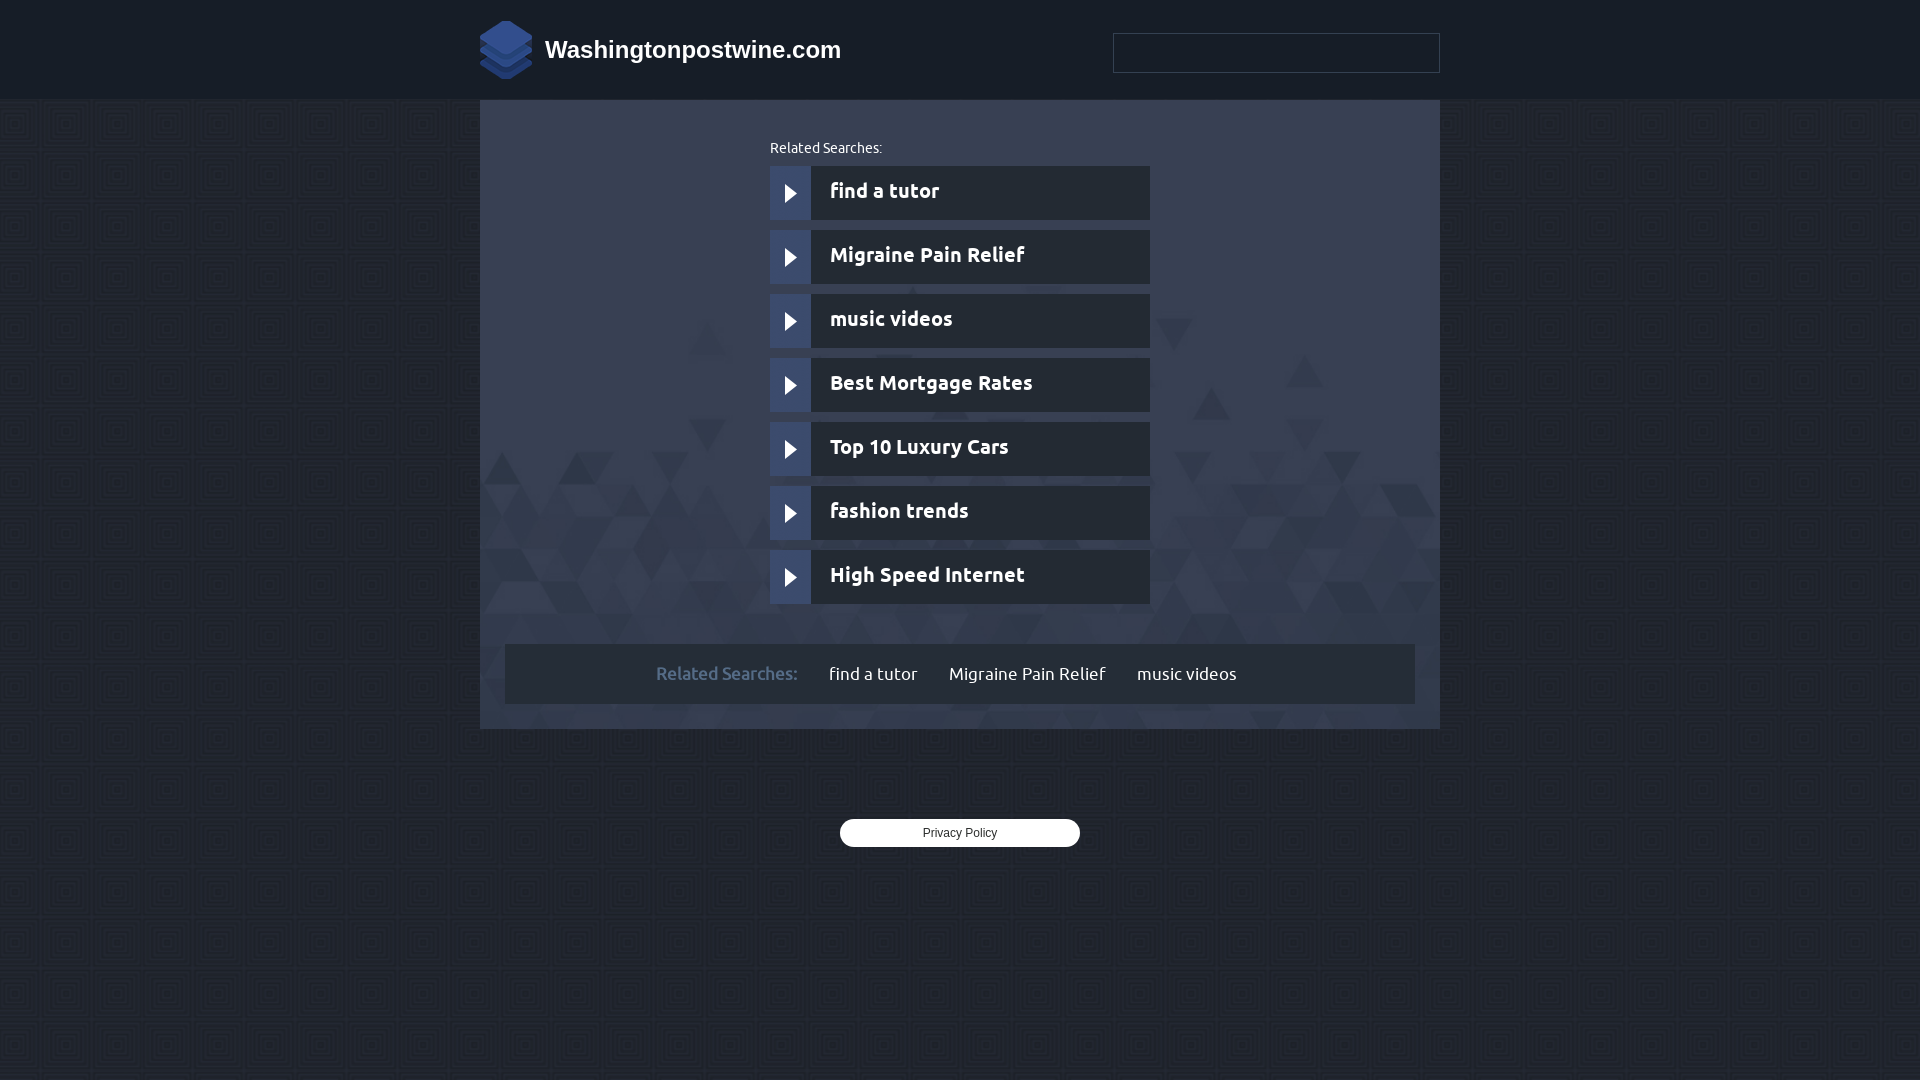 Washingtonpostwine.com
Related Searches:
find a tutor
Migraine Pain Relief
music videos
Best Mortgage Rates
Top 10 Luxury Cars
fashion trends
High Speed Internet
Related Searches: find a tutor Migraine Pain Relief music videos
Privacy Policy